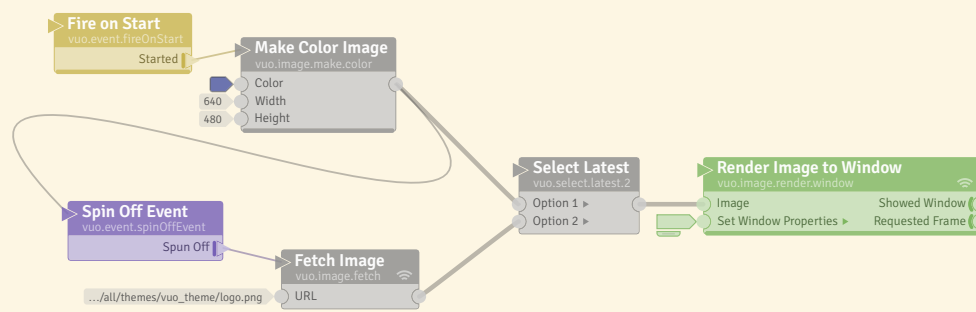 Fire on Start
vuo.event.fireOnStart
Started
Make Color Image
vuo.image.make.color
Color
640
Width
480
Height
Select Latest
vuo.select.latest.2
Option 1
Option 2
Render Image to Window
vuo.image.render.window
Image
Showed Window
Set Window Properties
Requested Frame
Spin Off Event
vuo.event.spinOffEvent
Spun Off
Fetch Image
vuo.image.fetch
.../all/themes/vuo_theme/logo.png
URL